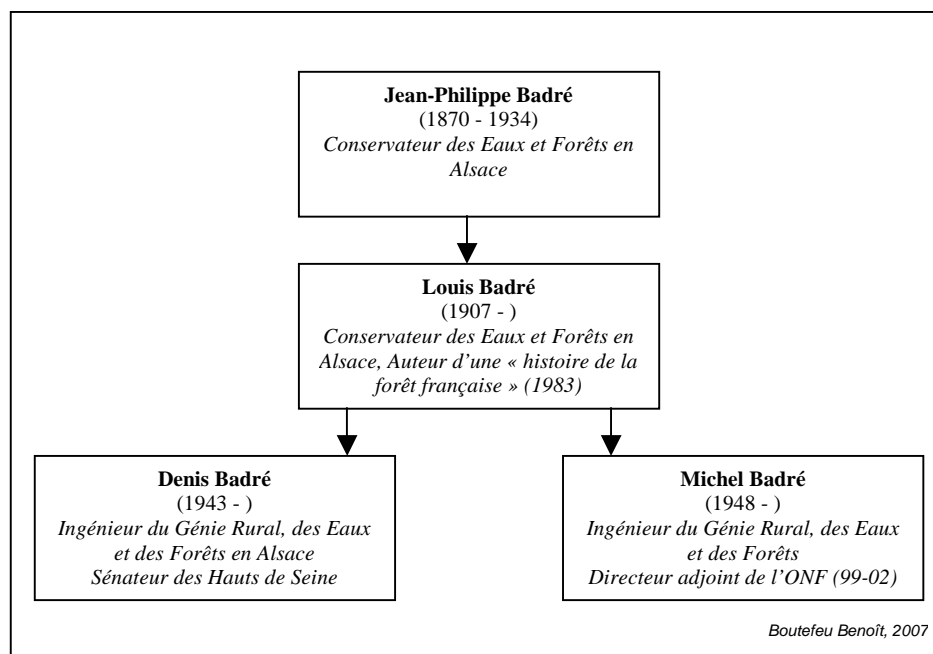 Jean-Philippe Badré
(1870 - 1934)
Conservateur des Eaux et Forêts en
Alsace
Louis Badré
(1907 - )
Conservateur des Eaux et Forêts en
Alsace, Auteur d'une « histoire de la
forêt française » (1983)
Denis Badré
(1943 - )
Ingénieur du Génie Rural, des Eaux
et des Forêts en Alsace
Sénateur des Hauts de Seine
Michel Badré
(1948 - )
Ingénieur du Génie Rural, des Eaux
et des Forêts
Directeur adjoint de l'ONF (99-02)
Boutefeu Benoît, 2007